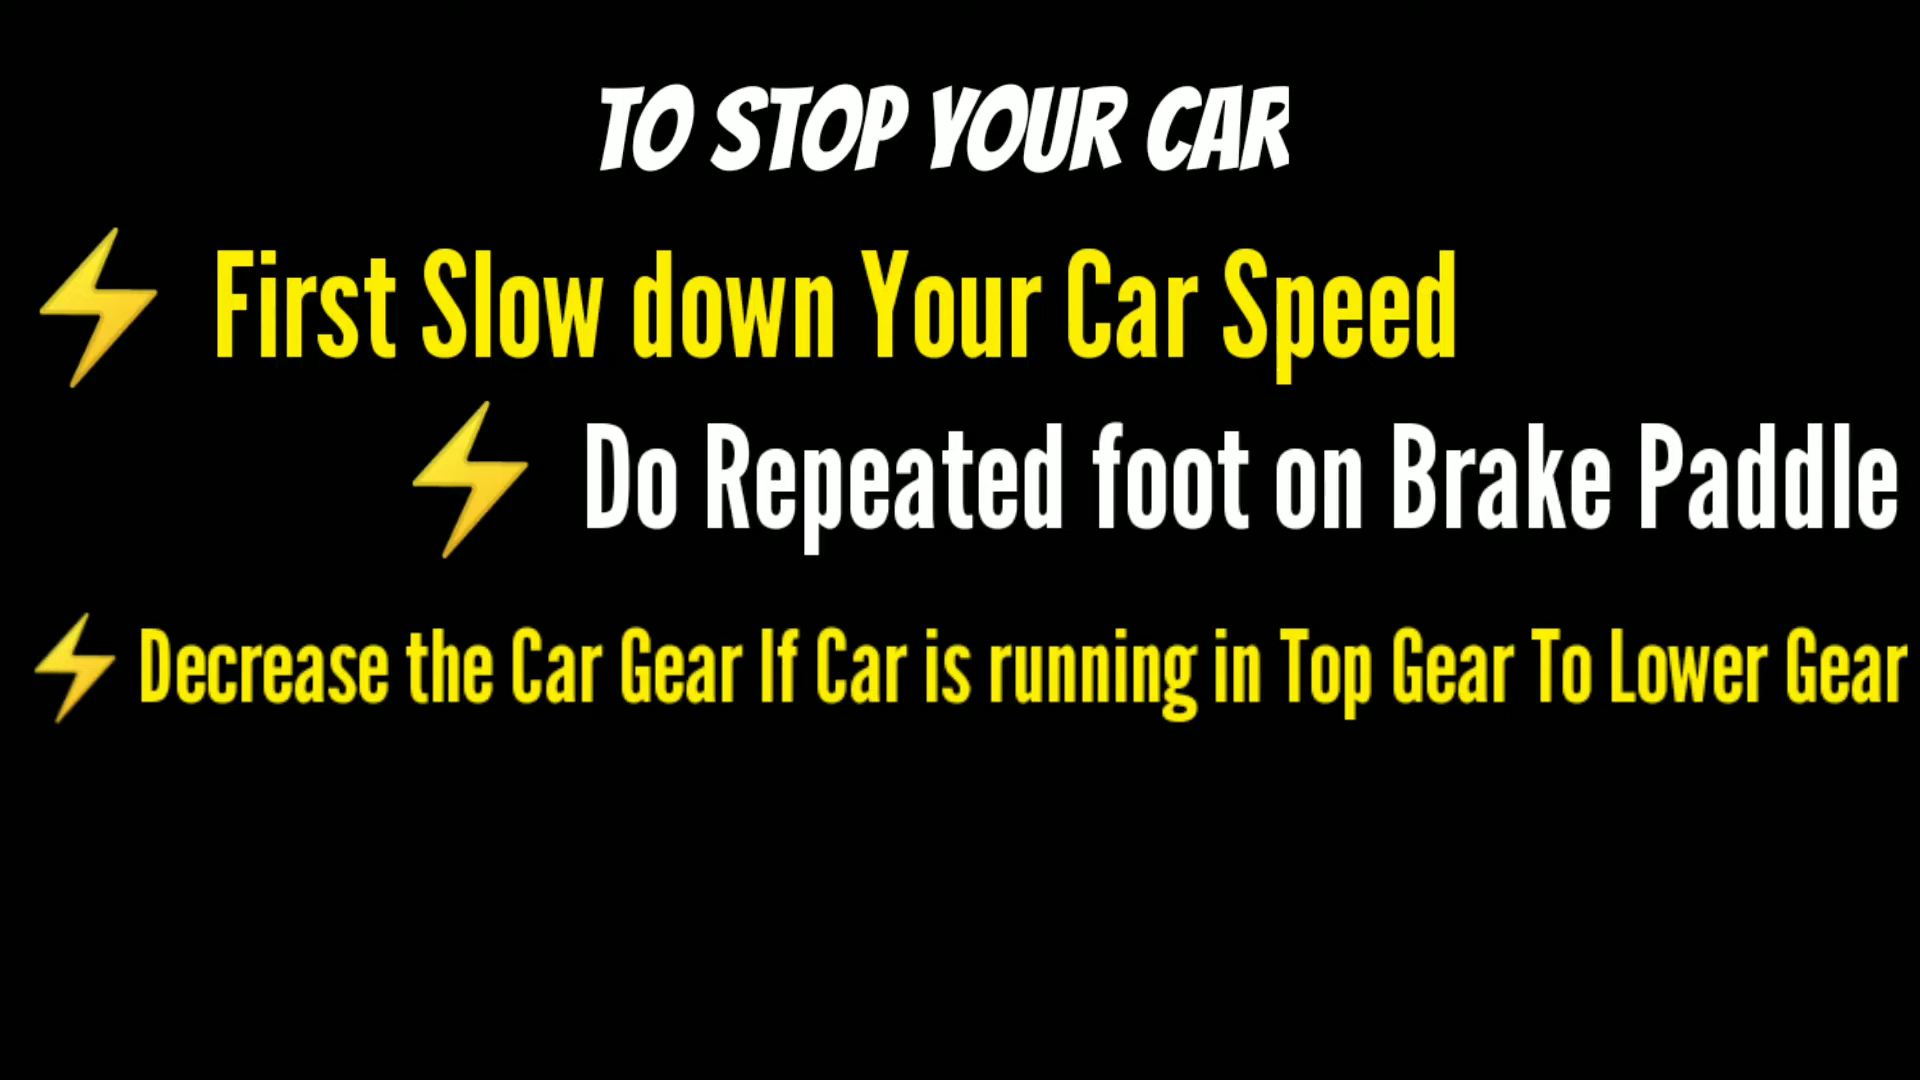 TO STOP YOUR CAR
⚡ First Slow down Your Car Speed
⚡ Do Repeated foot on Brake Paddle
⚡ Decrease the Car Gear If Car is running in Top Gear To Lower Gear